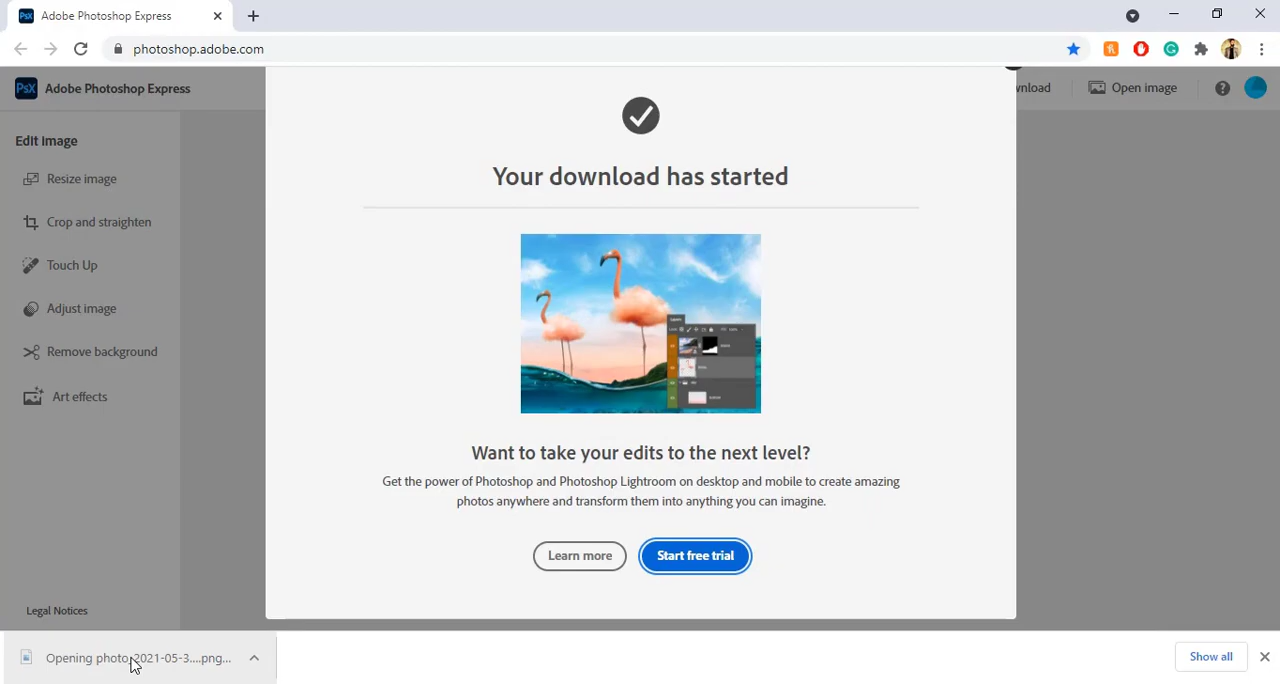 Adobe Photoshop Express
photoshop.adobe.com
PsX Adobe Photoshop Express
wnload
Open image
Edit image
Resize image
Crop and straighten
Touch Up
Adjust image
Remove background
Art effects
Legal Notices
Your download has started
Want to take your edits to the next level?
Get the power of Photoshop and Photoshop Lightroom on desktop and mobile to create amazing
photos anywhere and transform them into anything you can imagine.
Learn more
Start free trial
Opening photo-2021-05-3....png...
Show all